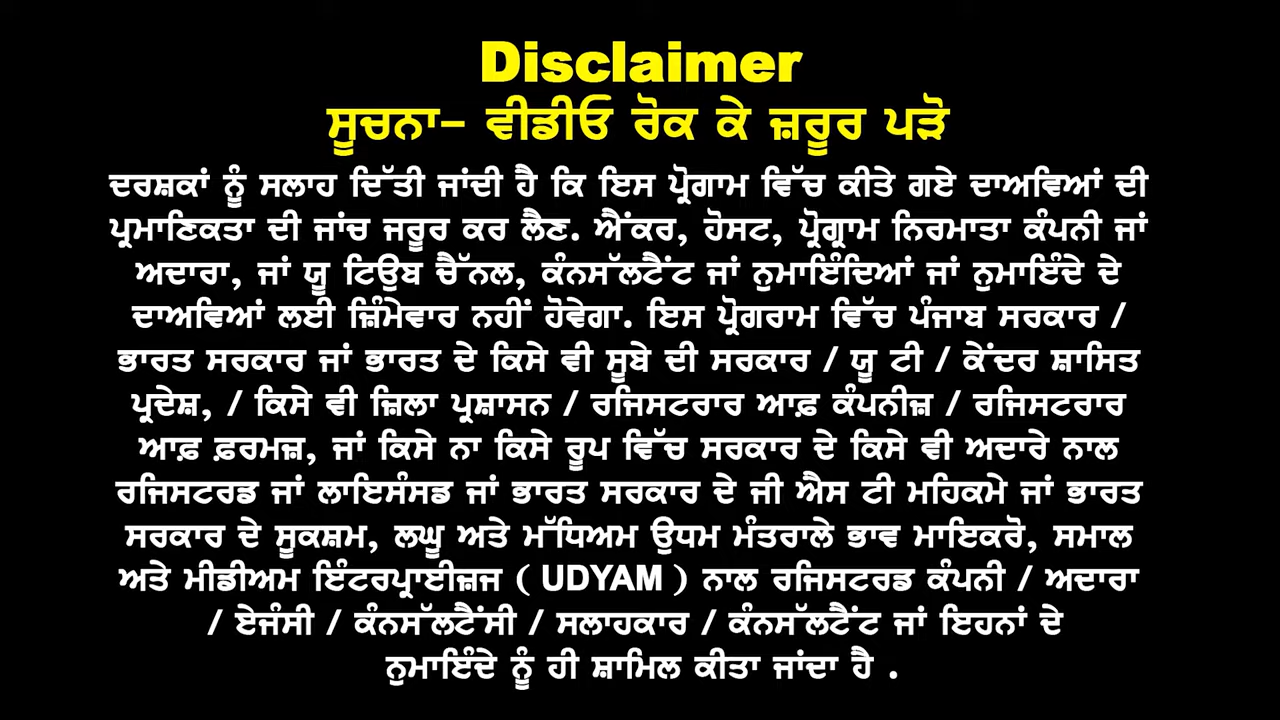 Disclaimer
ਸੂਚਨਾ- ਵੀਡੀਓ ਰੋਕ ਕੇ ਜ਼ਰੂਰ ਪੜੋ
ਦਰਸ਼ਕਾਂ ਨੂੰ ਸਲਾਹ ਦਿੱਤੀ ਜਾਂਦੀ ਹੈ ਕਿ ਇਸ ਪ੍ਰੋਗਾਮ ਵਿੱਚ ਕੀਤੇ ਗਏ ਦਾਅਵਿਆਂ ਦੀ
ਪ੍ਰਮਾਣਿਕਤਾ ਦੀ ਜਾਂਚ ਜਰੂਰ ਕਰ ਲੈਣ. ਐਂਕਰ, ਹੋਸਟ, ਪ੍ਰੋਗ੍ਰਾਮ ਨਿਰਮਾਤਾ ਕੰਪਨੀ ਜਾਂ
ਅਦਾਰਾ, ਜਾਂ ਯੂ ਟਿਊਬ ਚੈੱਨਲ, ਕੰਨਸੱਲਟੈਂਟ ਜਾਂ ਨੁਮਾਇੰਦਿਆਂ ਜਾਂ ਨੁਮਾਇੰਦੇ ਦੇ
ਦਾਅਵਿਆਂ ਲਈ ਜ਼ਿੰਮੇਵਾਰ ਨਹੀਂ ਹੋਵੇਗਾ. ਇਸ ਪ੍ਰੋਗਰਾਮ ਵਿੱਚ ਪੰਜਾਬ ਸਰਕਾਰ /
ਭਾਰਤ ਸਰਕਾਰ ਜਾਂ ਭਾਰਤ ਦੇ ਕਿਸੇ ਵੀ ਸੂਬੇ ਦੀ ਸਰਕਾਰ / ਯੂ ਟੀ / ਕੇਂਦਰ ਸ਼ਾਸਿਤ
ਪ੍ਰਦੇਸ਼, / ਕਿਸੇ ਵੀ ਜ਼ਿਲਾ ਪ੍ਰਸ਼ਾਸਨ / ਰਜਿਸਟਰਾਰ ਆਫ਼ ਕੰਪਨੀਜ਼ / ਰਜਿਸਟਰਾਰ
ਆਫ਼ ਫ਼ਰਮਜ਼, ਜਾਂ ਕਿਸੇ ਨਾ ਕਿਸੇ ਰੂਪ ਵਿੱਚ ਸਰਕਾਰ ਦੇ ਕਿਸੇ ਵੀ ਅਦਾਰੇ ਨਾਲ
ਰਜਿਸਟਰਡ ਜਾਂ ਲਾਇਸੰਸਡ ਜਾਂ ਭਾਰਤ ਸਰਕਾਰ ਦੇ ਜੀ ਐਸ ਟੀ ਮਹਿਕਮੇ ਜਾਂ ਭਾਰਤ
ਸਰਕਾਰ ਦੇ ਸੂਕਸ਼ਮ, ਲਘੂ ਅਤੇ ਮੱਧਿਅਮ ਉਧਮ ਮੰਤਰਾਲੇ ਭਾਵ ਮਾਇਕਰੋ, ਸਮਾਲ
ਅਤੇ ਮੀਡੀਅਮ ਇੰਟਰਪ੍ਰਾਈਜ਼ਜ ( UDYAM ) ਨਾਲ ਰਜਿਸਟਰਡ ਕੰਪਨੀ / ਅਦਾਰਾ
/ ਏਜੰਸੀ / ਕੰਨਸੱਲਟੈਂਸੀ / ਸਲਾਹਕਾਰ / ਕੰਨਸੱਲਟੈਂਟ ਜਾਂ ਇਹਨਾਂ ਦੇ
ਨੁਮਾਇੰਦੇ ਨੂੰ ਹੀ ਸ਼ਾਮਿਲ ਕੀਤਾ ਜਾਂਦਾ ਹੈ .